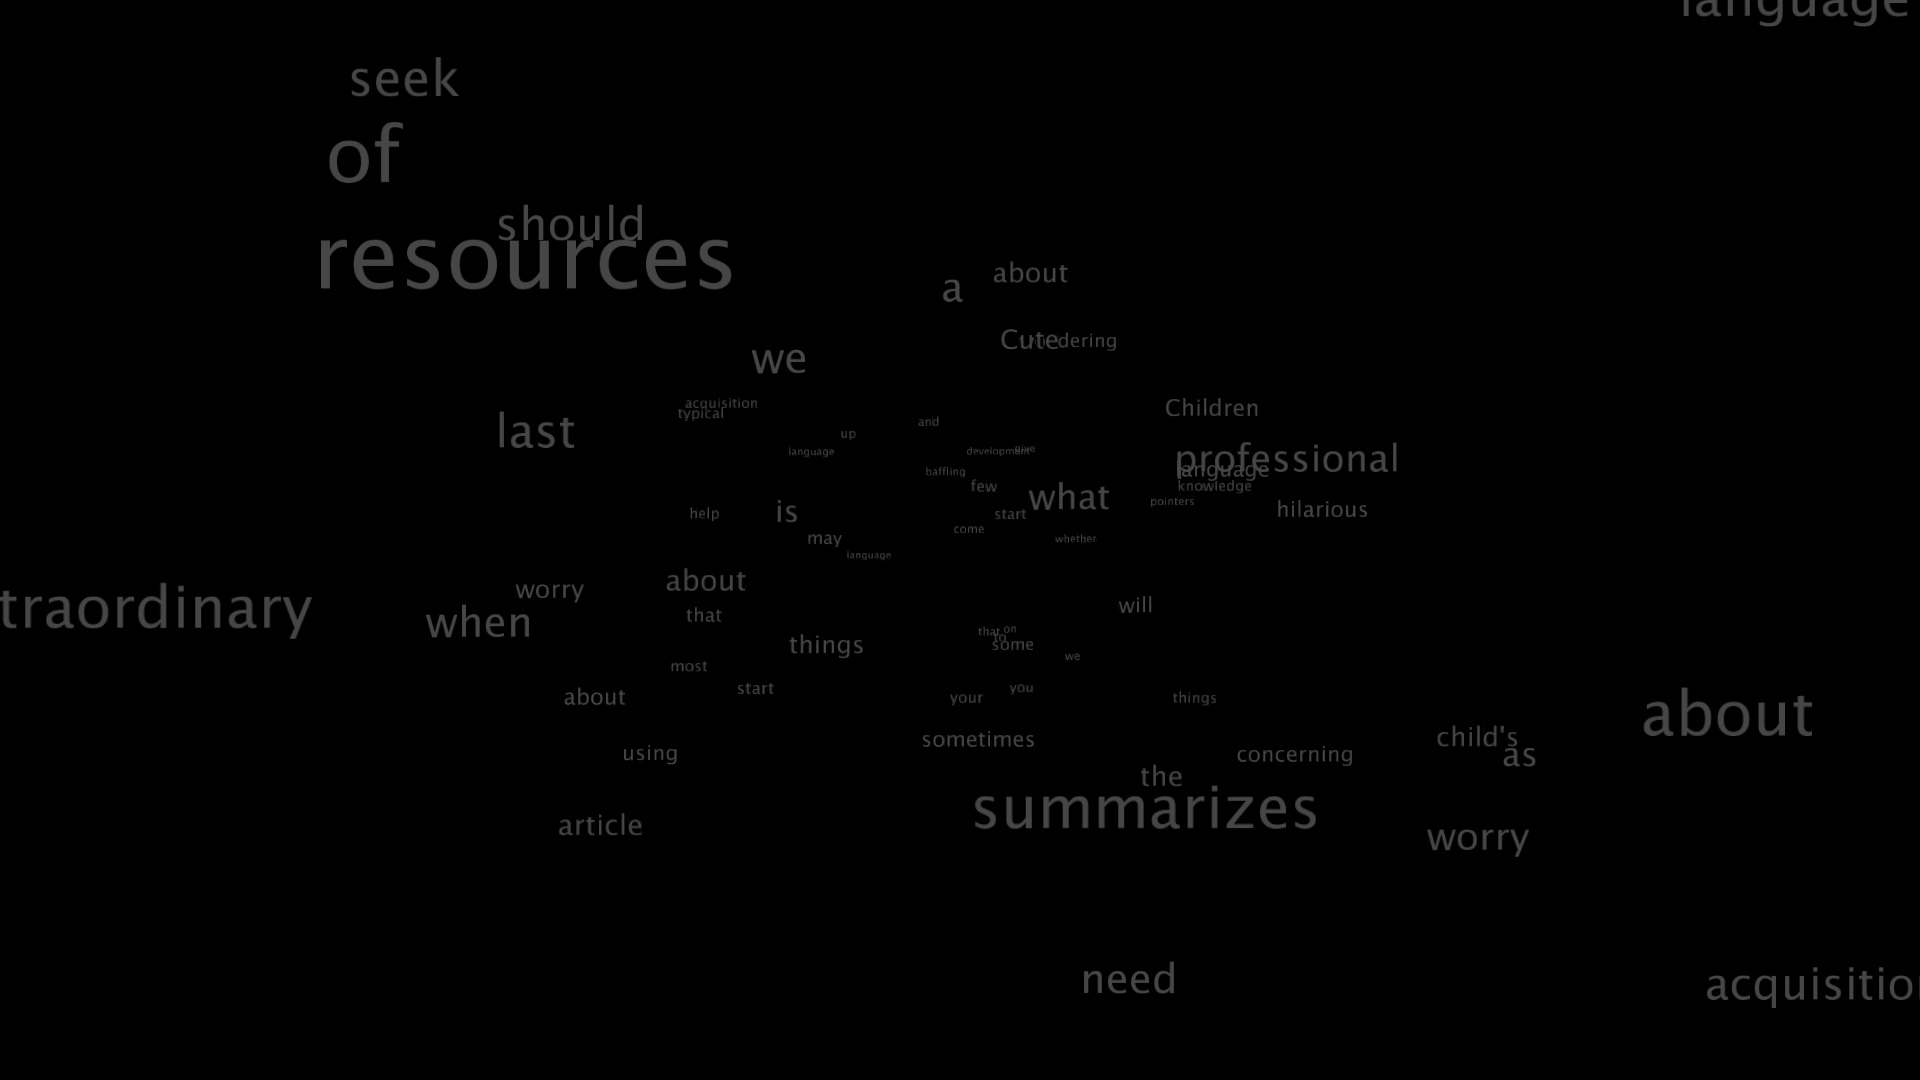 language
seek
of
should
resources
about
a
Cute
dering
we
acquisition
Children
typical
and
last
up
language
development
give
professional
language
baffling
few
knowledge
what
pointers
help
is
start
hilarious
come
may
whether
language
about
worry
traordinary
will
that
when
on
that
to
things
some
we
most
start
you
about
your
things
about
child's
sometimes
using
concerning
as
the
summarizes
article
worry
need
acquisitio